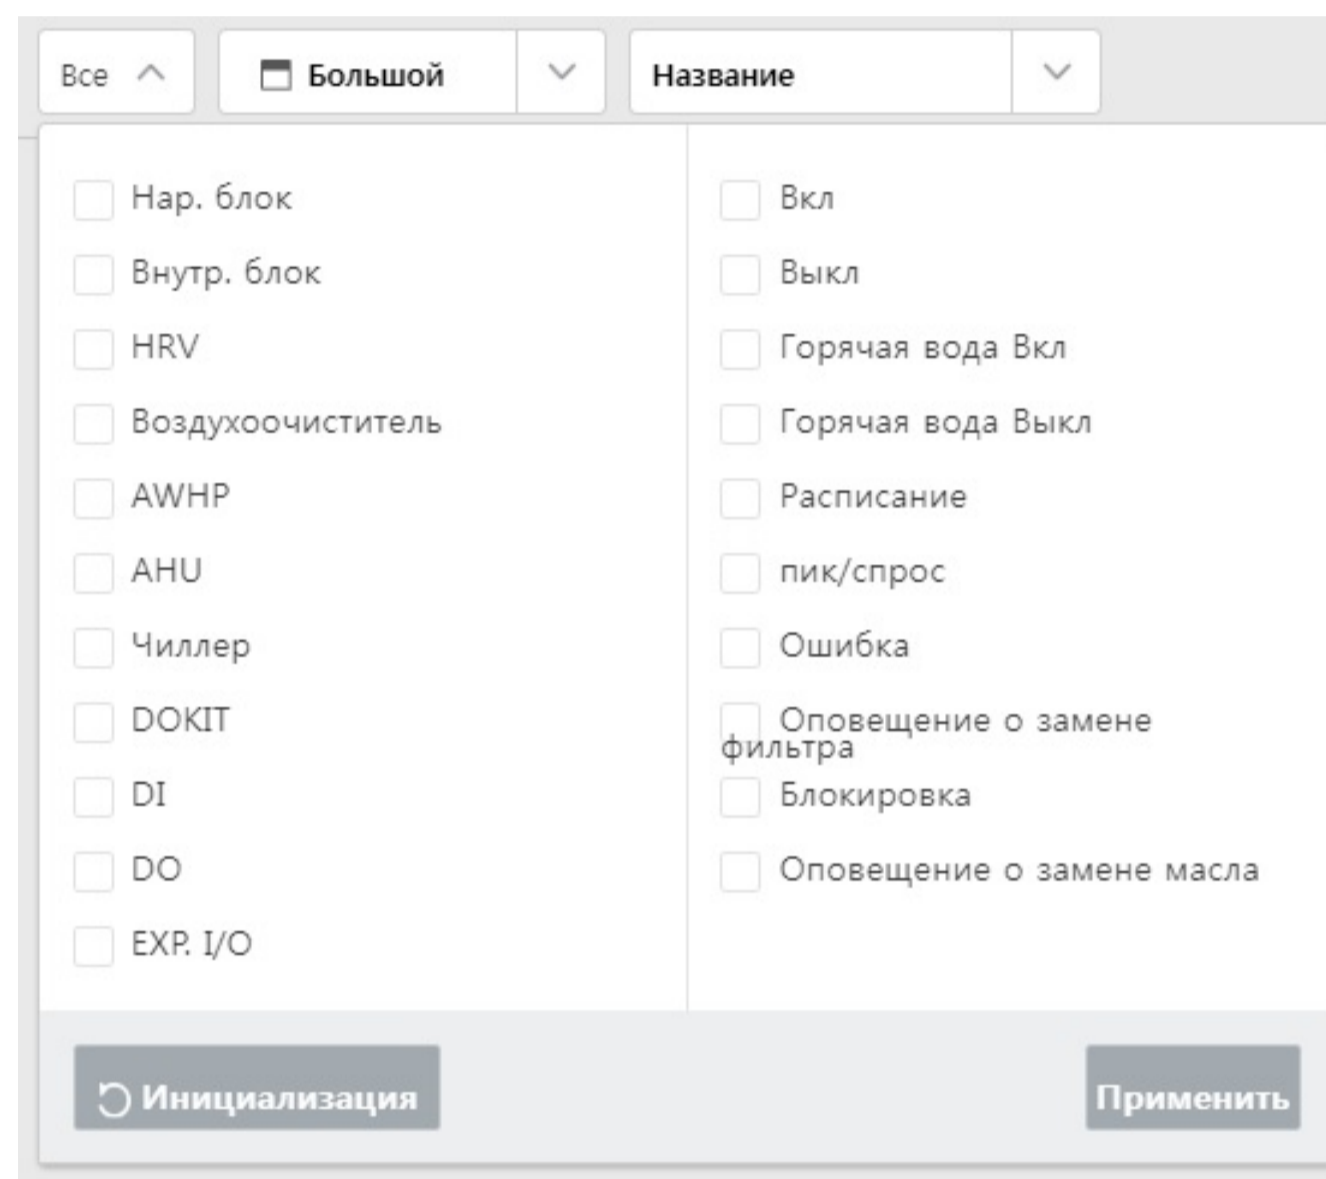 Все
Большой
Название
Нар. блок
Внутр. блок
HRV
Воздухоочиститель
AWHP
AHU
Чиллер
DOKIT
DI
DO
EXP. I/O
Вкл
Выкл
Горячая вода Вкл
Горячая вода Выкл
Расписание
пик/спрос
Ошибка
Оповещение о замене
фильтра
Блокировка
Оповещение о замене масла
Инициализация
Применить